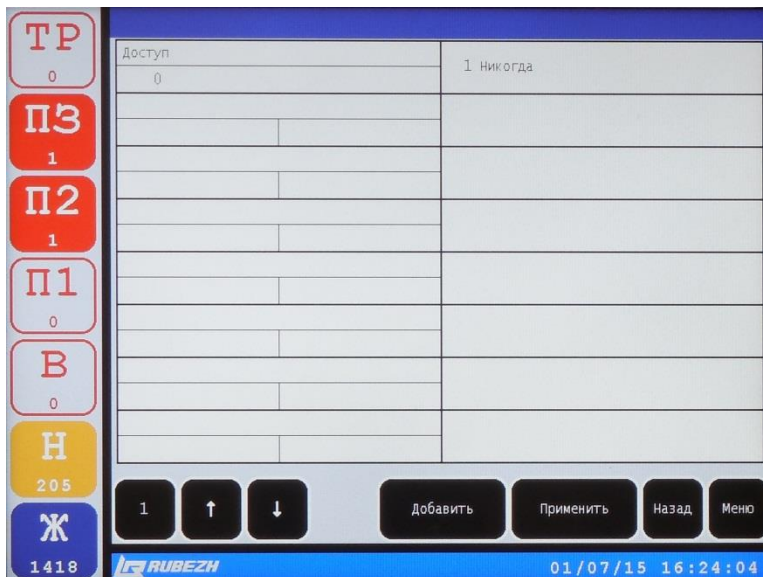 ТР
0
ПЗ
1
П2
1
П1
0
В
0
Н
205
Ж
1418
Доступ
0
1 Никогда
1 ↑ ↓ Добавить Применить Назад Меню
RUBEZH 01/07/15 16:24:04